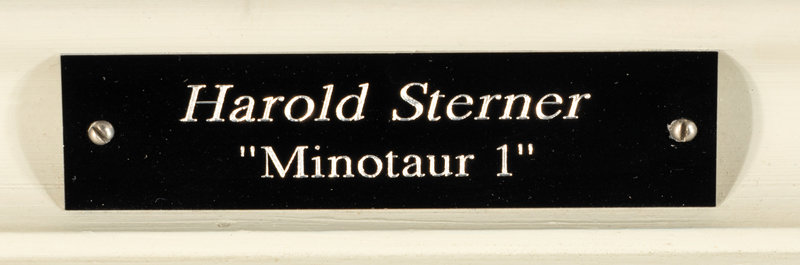 Harold Sterner
"Minotaur 1"